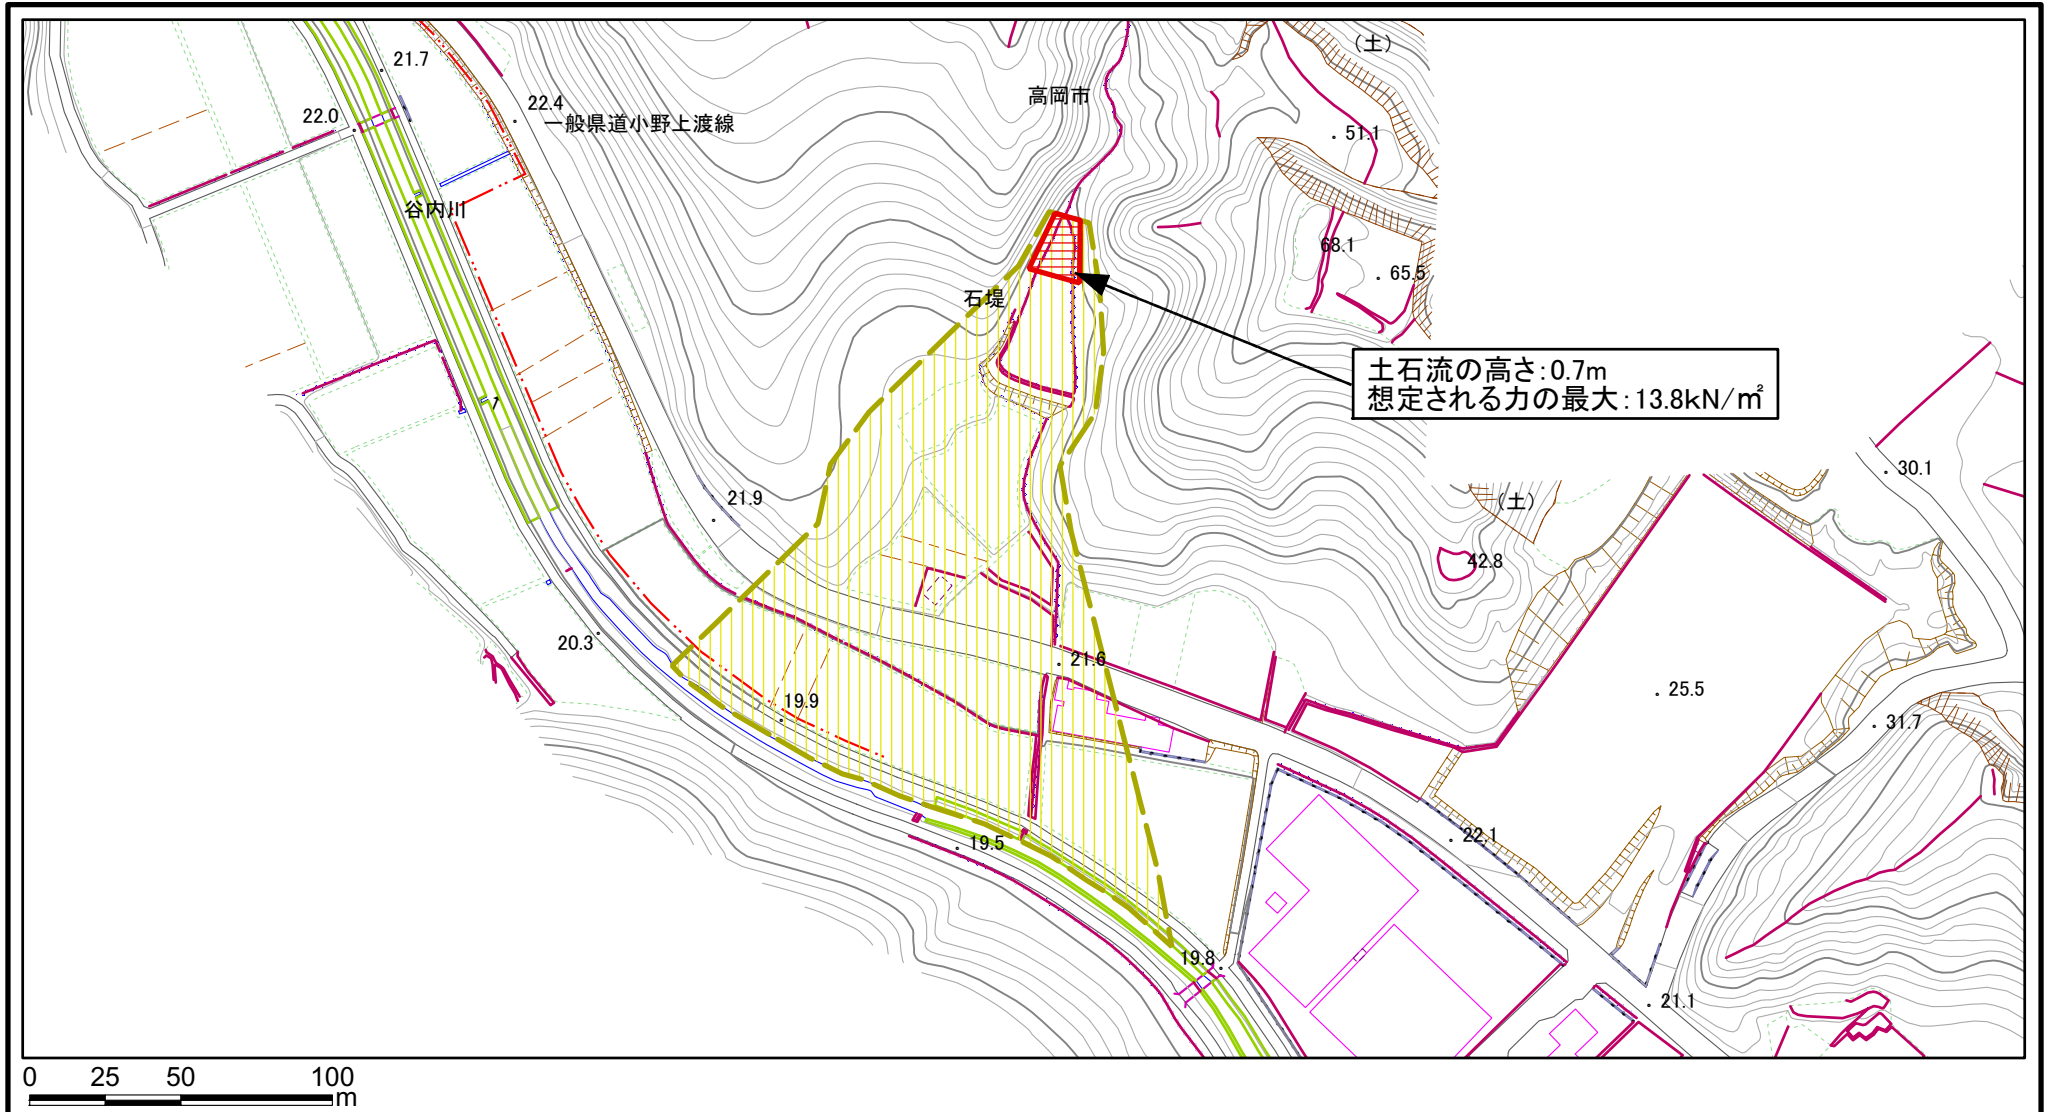 (土)
21.7
高岡市
22.4
22.0
一般県道小野上渡線
51.1
谷内川
68.1
65.5
石堤
土石流の高さ:0.7m
想定される力の最大:13.8kN/㎡
30.1
21.9
(土)
42.8
20.3
21.6
25.5
19.9
31.7
22.1
19.5
19.8
21.1
0 25 50 100
m